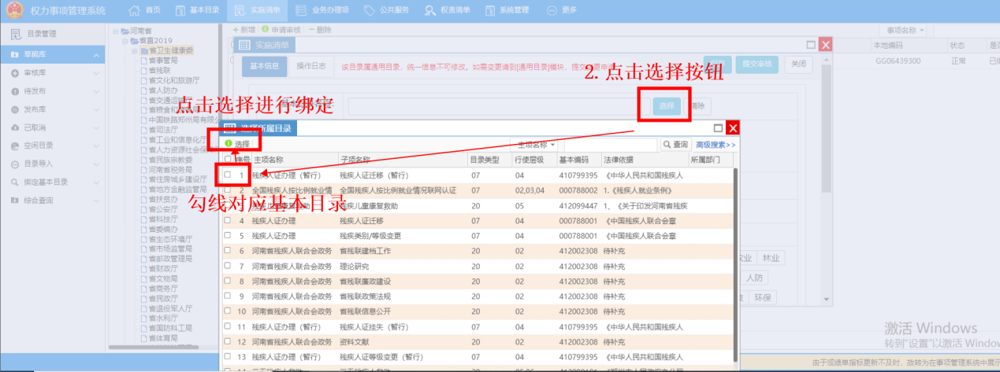 权力事项管理系统 首页 基本目录 实施清单 业务办理项 公共服务 权责清单 系统管理 更多
目录管理
草稿库
审核库
待发布
发布库
已取消
空闲目录
目录导入
绑定基本目录
综合查询
河南省
省直2019
省卫生健康委
省事管局
省残联
省文化和旅游厅
省人防办
省交通运输厅
省粮食和
中国铁路郑州局有限公
省司法厅
省工业和信息化厅
省人力资源社会保
省民族宗教委
河南省税务局
省住房城乡建设厅
省地方金融监管局
省扶贫办
省公安厅
省科技厅
省委编办
省生态环境厅
省市场监管局
省邮政管理局
省财政厅
省文物局
省商务厅
省民政厅
省退役军人厅
省水利厅
省国防科工局
省体育局
新增 申请审核 删除 事项名称
实施清单
本地编码 状态
GG06439300 正常
基本信息 操作日志 该目录属通用目录，统一信息不可修改。如需变更请到[通用目录]模块，提交变更申 提交审核 关闭
2.点击选择按钮
点击选择进行绑定
选择
选择所属目录
选择 主项名称 查询 高级搜索>>
序号 主项名称 子项名称 目录类型 行使层级 基本编码 法律依据 所属部门
1 残疾人证办理（暂行） 残疾人证迁移（暂行） 07 04 410799395 《中华人民共和国残疾人
2 全国残疾人按比例就业情 全国残疾人按比例就业情况联网认证 07 02,03,04 000788002 1.《残疾人就业条例》
残疾儿童康复救助 20 05 412099447 1、《关于印发河南省残疾
勾线对应基本目录
4 残疾人证办理 残疾人证迁移 07 04 000788001 《中国残疾人联合会章
5 残疾人证办理 残疾类别/等级变更 07 04 000788001 《中国残疾人联合会章
6 河南省残疾人联合会政务 省残联建档工作 20 02 412002308 待补充
7 河南省残疾人联合会政务 理论研究 20 02 412002308 待补充
8 河南省残疾人联合会政务 省残联廉政建设 20 02 412002308 待补充
9 河南省残疾人联合会政务 省残联政策法规 20 02 412002308 待补充
10 河南省残疾人联合会政务 省残联信息公开 20 02 412002308 待补充
11 残疾人证办理（暂行） 残疾人证挂失（暂行） 07 04 410799395 《中华人民共和国残疾人
12 河南省残疾人联合会政务 资料文献 20 02 412002308 待补充
13 残疾人证办理（暂行） 残疾人证等级变更（暂行） 07 04 410799395 《中华人民共和国残疾人
林业
人防
环保
激活 Windows
转到"设置"以激活 Window
由于成绩单指标更新不及时，故转为在事项管理系统中展示